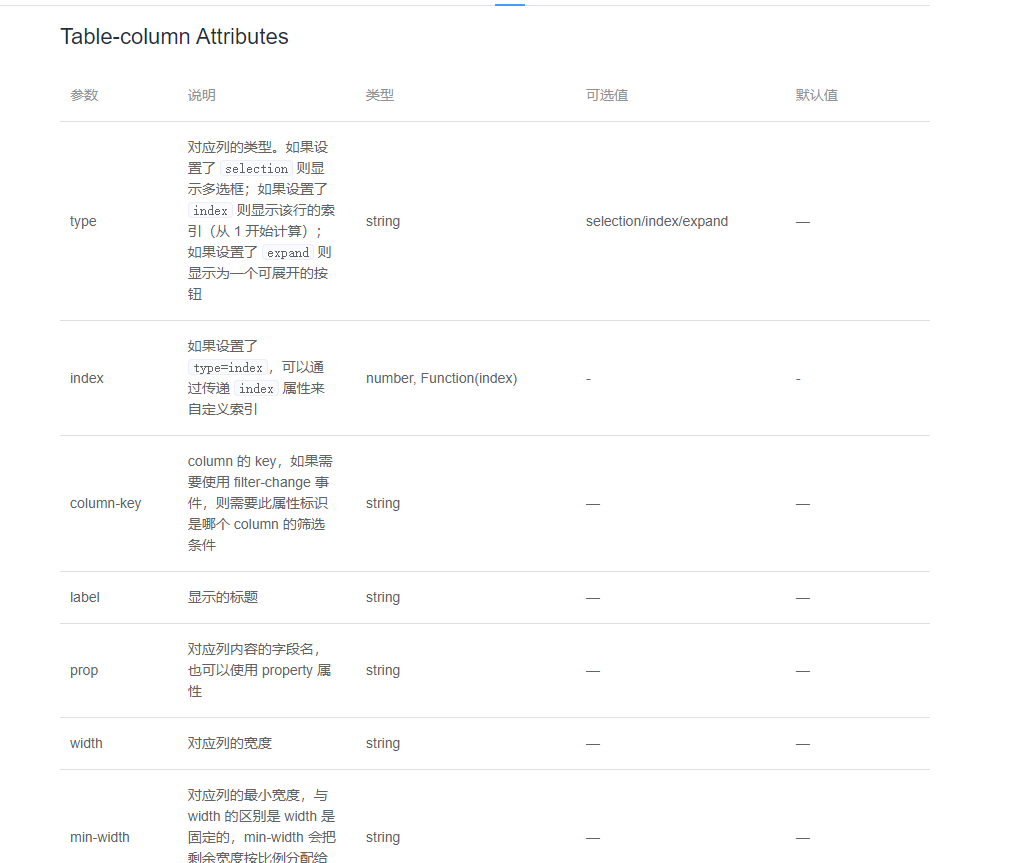 Table-column Attributes
参数 说明 类型 可选值 默认值
对应列的类型。如果设
置了 selection 则显
示多选框；如果设置了
index 则显示该行的索
type string selection/index/expand —
引（从 1 开始计算）；
如果设置了 expand 则
显示为一个可展开的按
钮
如果设置了
type=index，可以通
index number, Function(index) - -
过传递 index 属性来
自定义索引
column 的 key，如果需
要使用 filter-change 事
column-key 件，则需要此属性标识 string — —
是哪个 column 的筛选
条件
label 显示的标题 string — —
对应列内容的字段名，
prop 也可以使用 property 属 string — —
性
width 对应列的宽度 string — —
对应列的最小宽度，与
width 的区别是 width 是
min-width 固定的，min-width 会把 string — —
剩余宽度按比例分配给